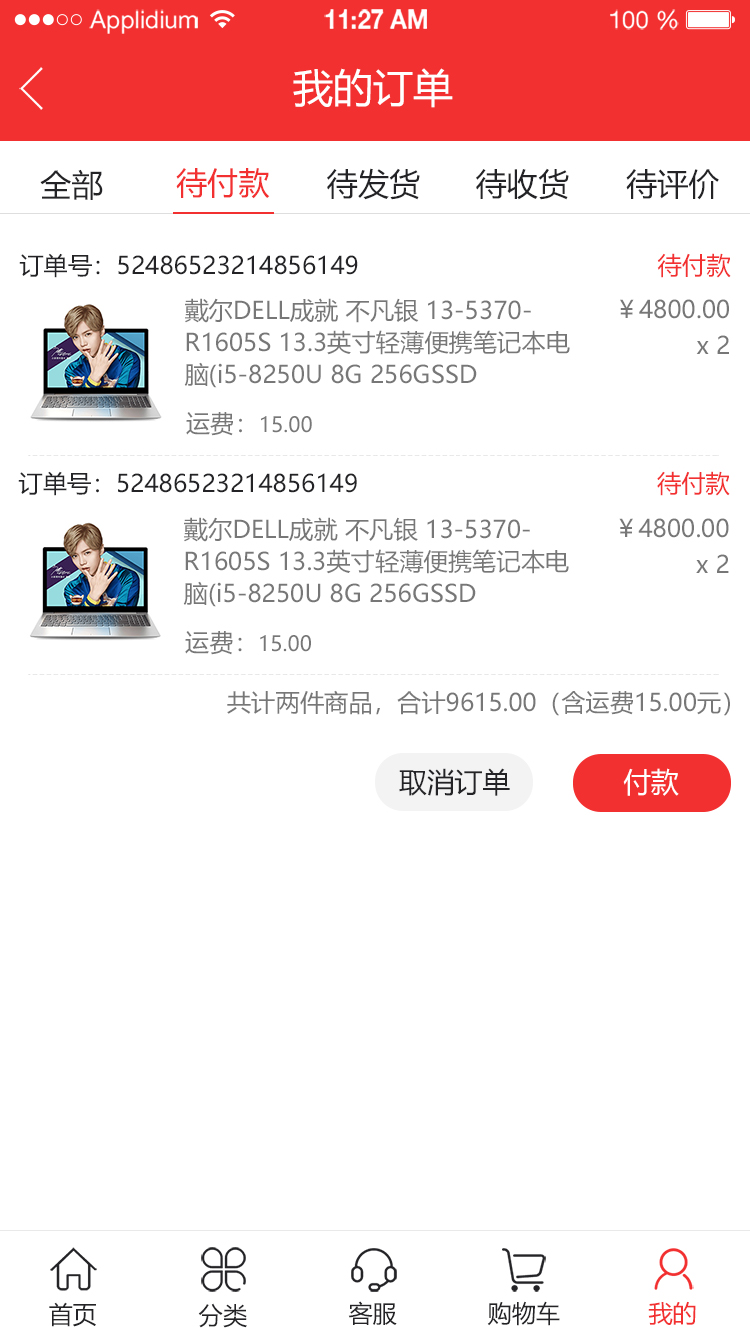 Applidium 11:27 AM 100 %
我的订单
全部 待付款 待发货 待收货 待评价
订单号：52486523214856149 待付款
戴尔DELL成就 不凡银 13-5370- ￥4800.00
R1605S 13.3英寸轻薄便携笔记本电 x 2
脑(i5-8250U 8G 256GSSD
运费：15.00
订单号：52486523214856149 待付款
戴尔DELL成就 不凡银 13-5370- ￥4800.00
R1605S 13.3英寸轻薄便携笔记本电 x 2
脑(i5-8250U 8G 256GSSD
运费：15.00
共计两件商品，合计9615.00（含运费15.00元）
取消订单 付款
首页 分类 客服 购物车 我的